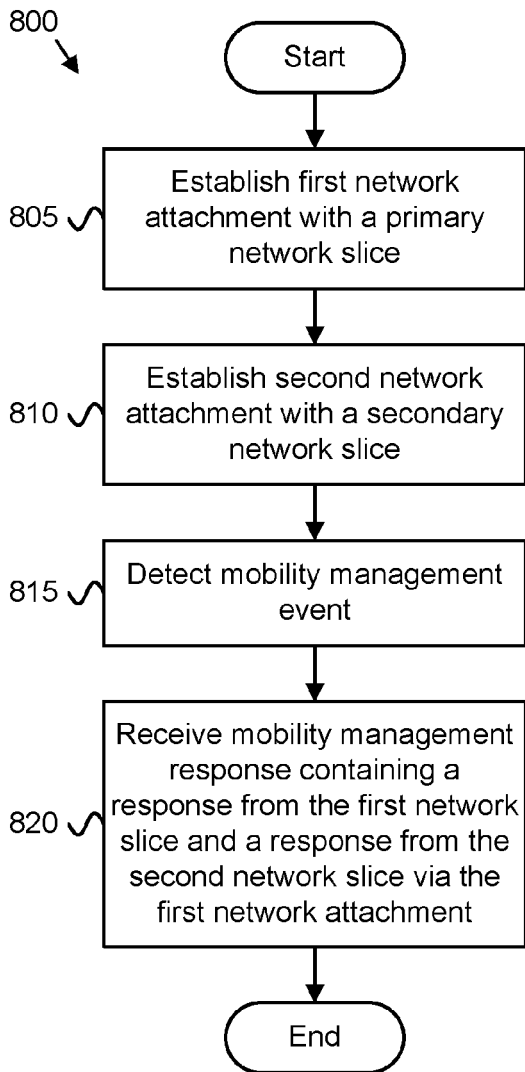 800
Start
805
Establish first network
attachment with a primary
network slice
810
Establish second network
attachment with a secondary
network slice
815
Detect mobility management
event
820
Receive mobility management
response containing a
response from the first network
slice and a response from the
second network slice via the
first network attachment
End